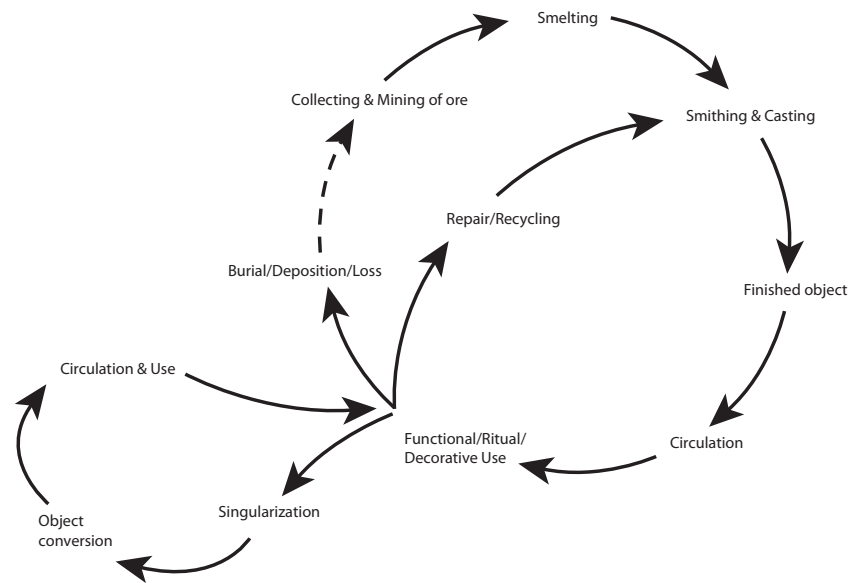 Smelting
Collecting & Mining of ore
Smithing & Casting
Repair/Recycling
Burial/Deposition/Loss
Finished object
Circulation & Use
Functional/Ritual/
Decorative Use
Circulation
Singularization
Object
conversion